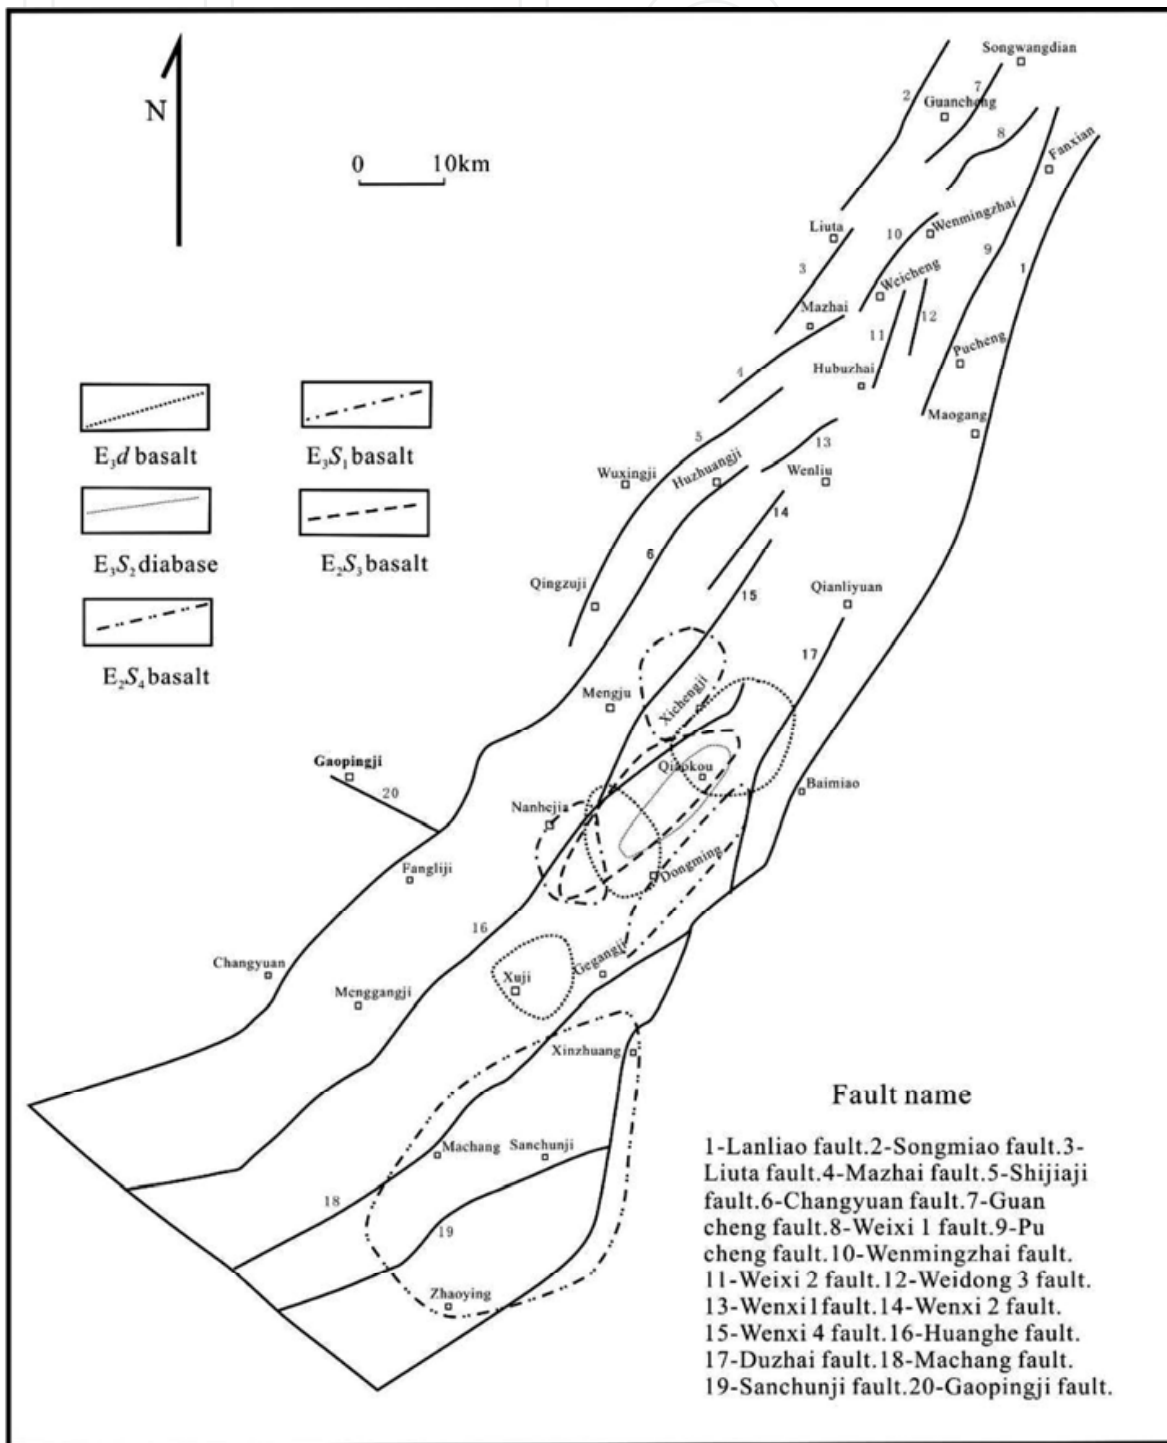 Songwangdian
2
7
Guancheng
8
N
0 10km
Fanxian
Liuta
10
Wenmingzhai
9
3
1
Weicheng
Mazhai
12
11
Pucheng
4
Hubuzhai
Maogang
5
13
E₃d basalt
E₃S₁ basalt
Wuxingji
Huzhuangji
Wenliu
14
6
E₃S₂ diabase
E₂S₃ basalt
Qingzuji
15
Qianliyuan
17
E₂S₄ basalt
Mengju
Xichengji
Gaopingji
Qiaokou
20
Baimiao
Nanhejia
Fangliji
Dongming
16
Changyuan
Gegangji
Xuji
Menggangji
Xinzhuang
Machang
Sanchunji
18
19
Zhaoying
Fault name
1-Lanliao fault.2-Songmiao fault.3-
Liuta fault.4-Mazhai fault.5-Shijiaji
fault.6-Changyuan fault.7-Guan
cheng fault.8-Weixi 1 fault.9-Pu
cheng fault.10-Wenmingzhai fault.
11-Weixi 2 fault.12-Weidong 3 fault.
13-Wenxi1fault.14-Wenxi 2 fault.
15-Wenxi 4 fault.16-Huanghe fault.
17-Duzhai fault.18-Machang fault.
19-Sanchunji fault.20-Gaopingji fault.